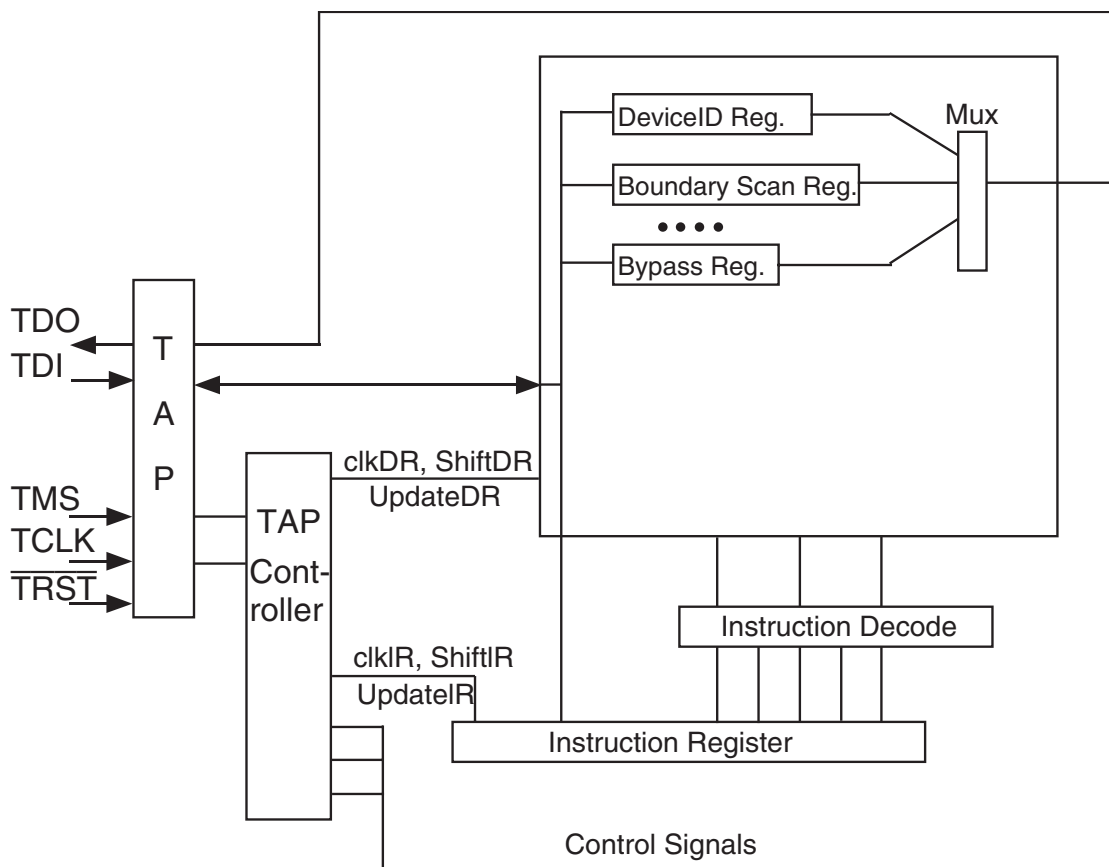 DeviceID Reg.
Mux
Boundary Scan Reg.
Bypass Reg.
TDO
TDI
TMS
TCLK
TRST
T
A
P
TAP
Cont-
roller
clkDR, ShiftDR
UpdateDR
clkIR, ShiftIR
UpdateIR
Instruction Decode
Instruction Register
Control Signals